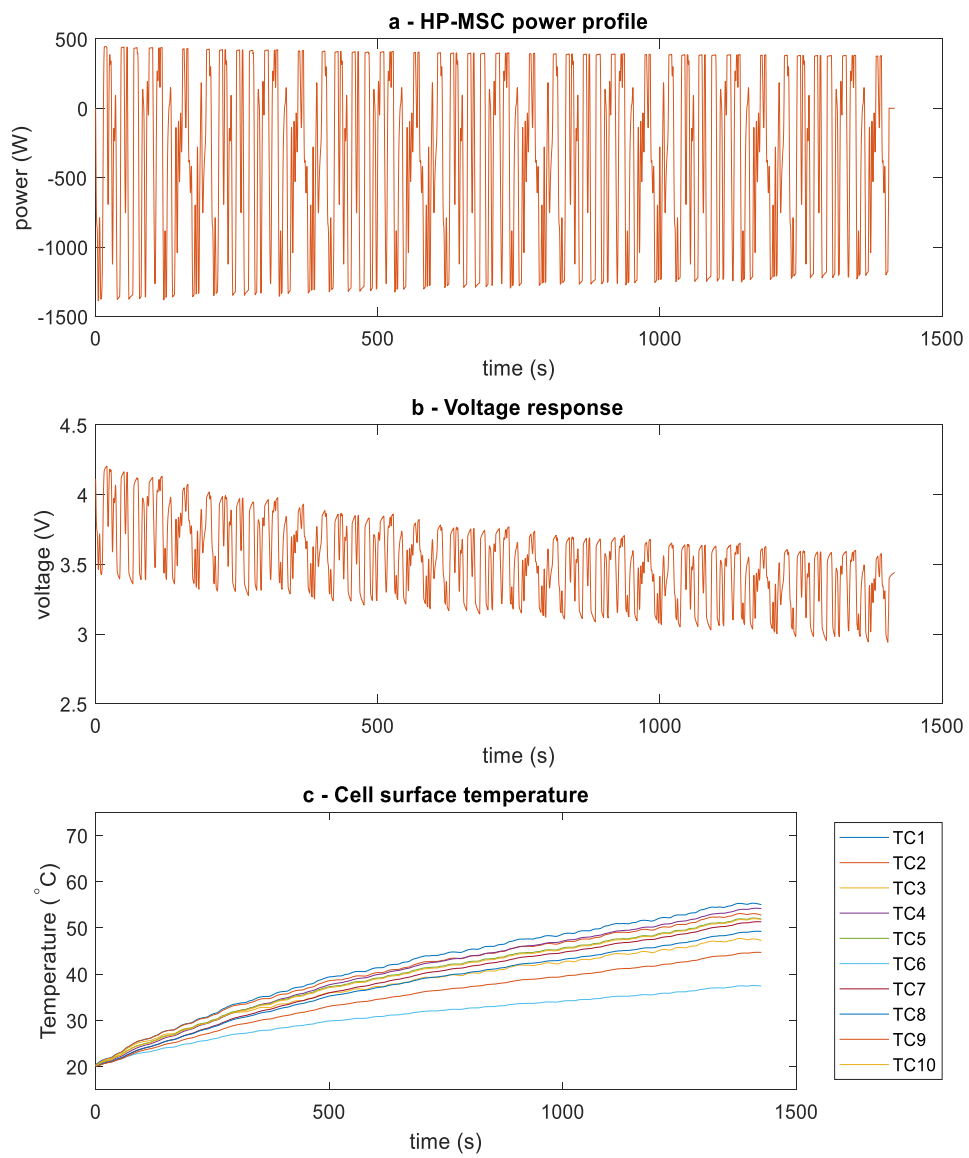 a - HP-MSC power profile
500
0
-500
-1000
-1500
power (W)
0 500 1000 1500
time (s)
b - Voltage response
4.5
4
3.5
3
2.5
voltage (V)
0 500 1000 1500
time (s)
c - Cell surface temperature
70
60
50
40
30
20
Temperature (°C)
0 500 1000 1500
time (s)
TC1
TC2
TC3
TC4
TC5
TC6
TC7
TC8
TC9
TC10